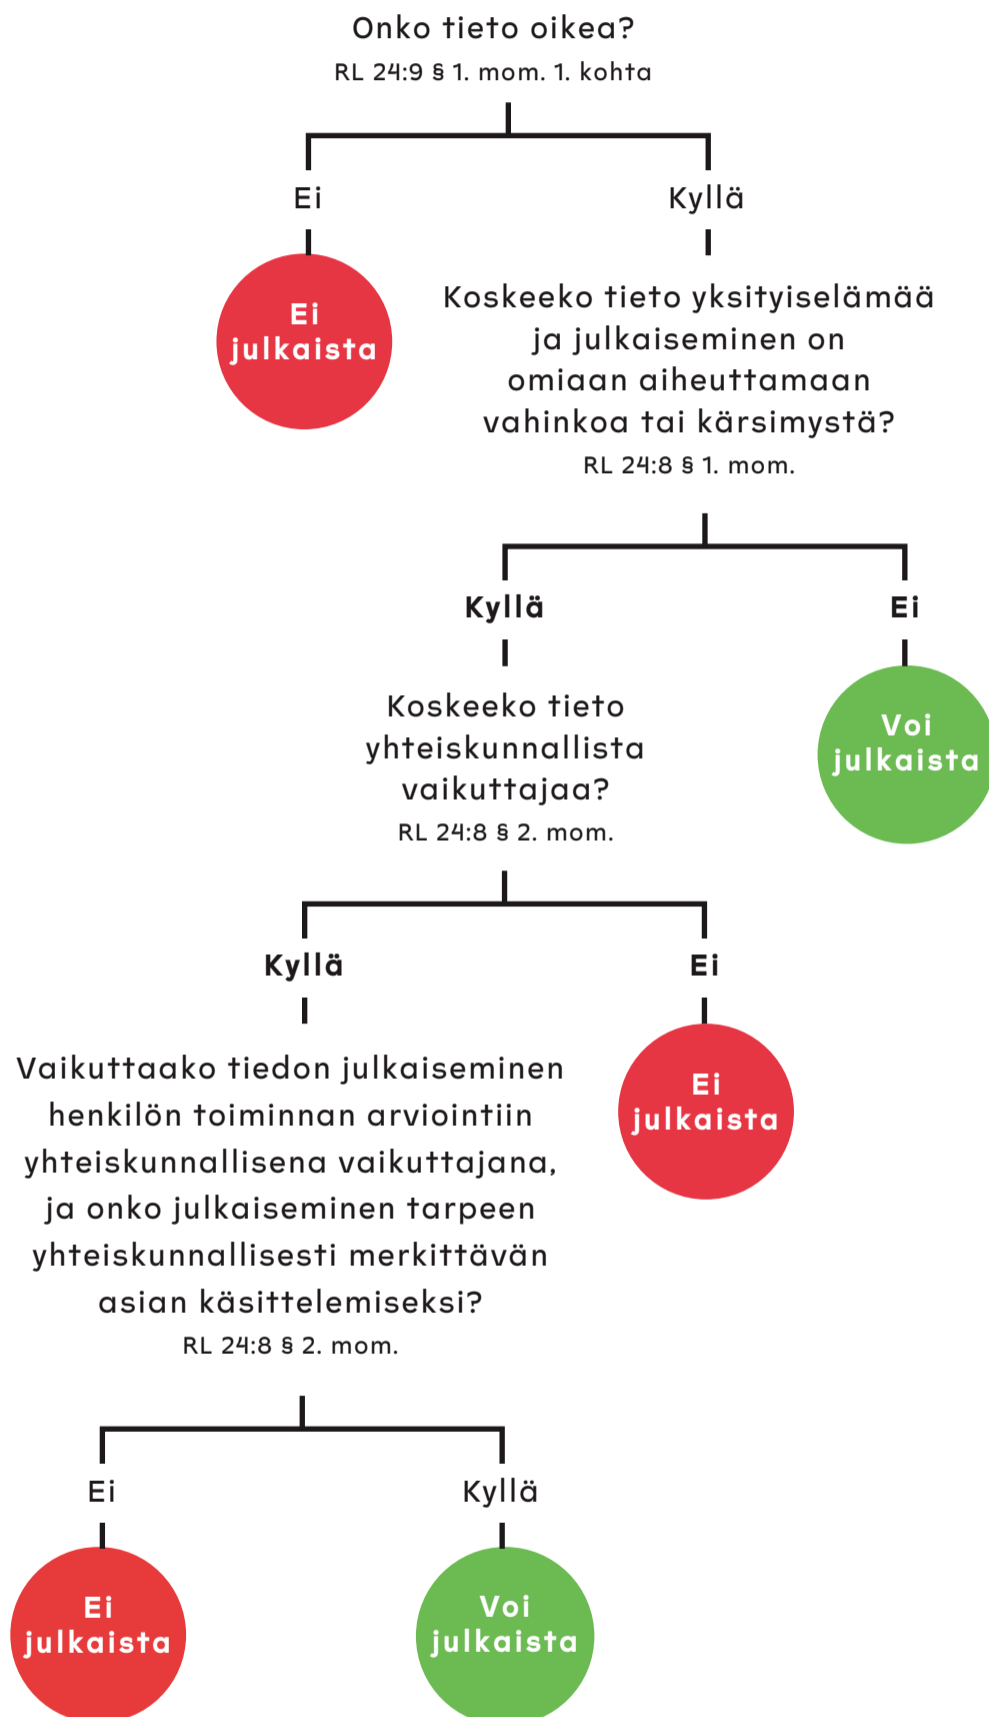 Onko tieto oikea?
RL 24:9 § 1. mom. 1. kohta
Ei
Kyllä
Ei
julkaista
Koskeeko tieto yksityiselämää
ja julkaiseminen on
omiaan aiheuttamaan
vahinkoa tai kärsimystä?
RL 24:8 § 1. mom.
Kyllä
Ei
Koskeeko tieto
yhteiskunnallista
vaikuttajaa?
RL 24:8 § 2. mom.
Voi
julkaista
Kyllä
Ei
Vaikuttaako tiedon julkaiseminen
henkilön toiminnan arviointiin
yhteiskunnallisena vaikuttajana,
ja onko julkaiseminen tarpeen
yhteiskunnallisesti merkittävän
asian käsittelemiseksi?
RL 24:8 § 2. mom.
Ei
julkaista
Ei
Kyllä
Ei
julkaista
Voi
julkaista